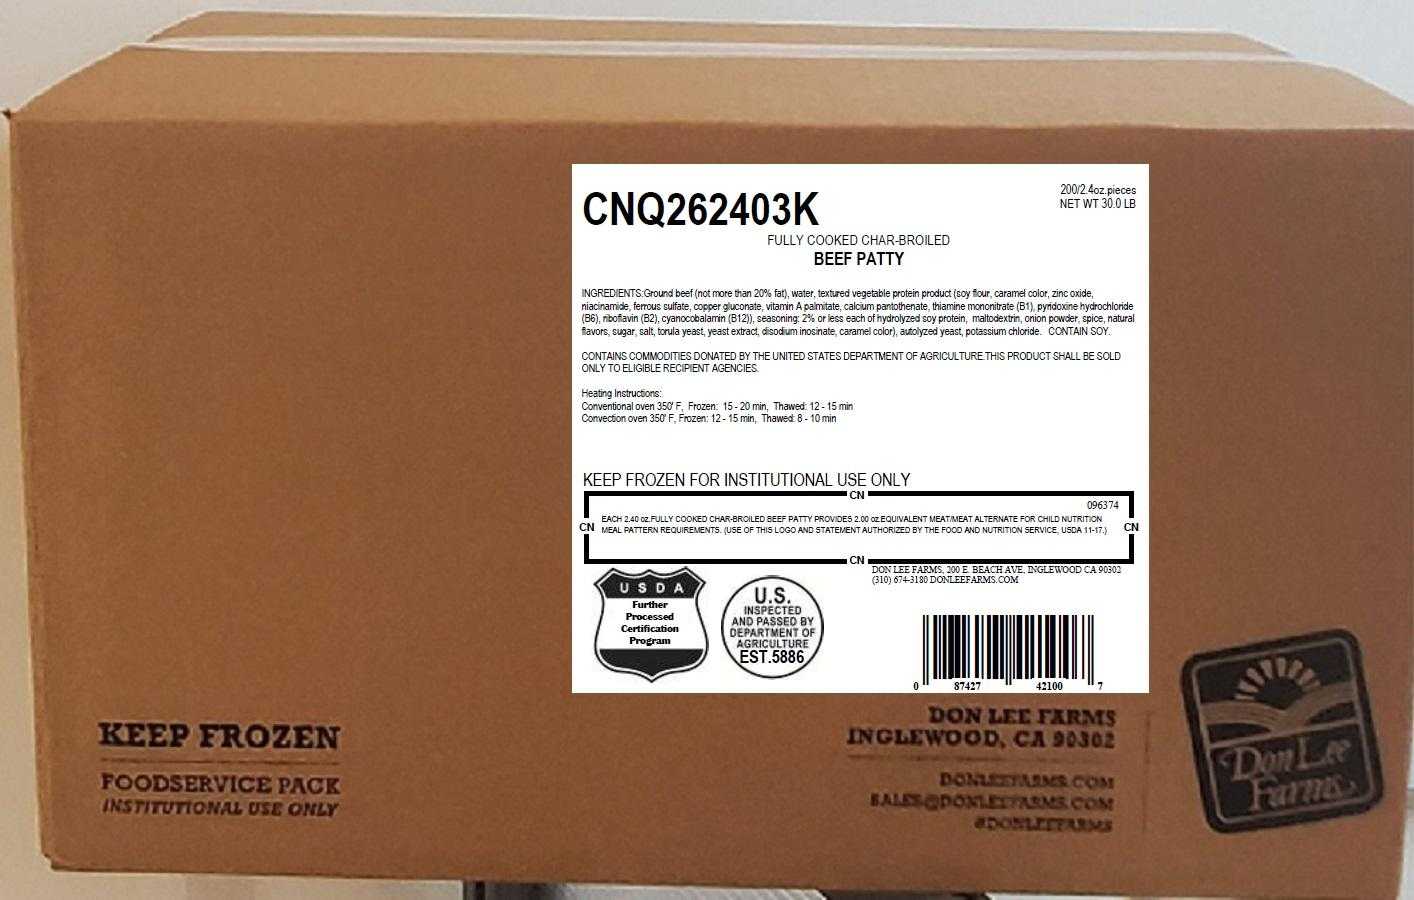 CNQ262403K
200/2.4oz.pieces
NET WT 30.0 LB
FULLY COOKED CHAR-BROILED
BEEF PATTY
INGREDIENTS:Ground beef (not more than 20% fat), water, textured vegetable protein product (soy flour, caramel color, zinc oxide,
niacinamide, ferrous sulfate, copper gluconate, vitamin A palmitate, calcium pantothenate, thiamine mononitrate (B1), pyridoxine hydrochloride
(B6), riboflavin (B2), cyanocobalamin (B12)), seasoning: 2% or less each of hydrolyzed soy protein, maltodextrin, onion powder, spice, natural
flavors, sugar, salt, torula yeast, yeast extract, disodium inosinate, caramel color), autolyzed yeast, potassium chloride. CONTAIN SOY.
CONTAINS COMMODITIES DONATED BY THE UNITED STATES DEPARTMENT OF AGRICULTURE.THIS PRODUCT SHALL BE SOLD
ONLY TO ELIGIBLE RECIPIENT AGENCIES.
Heating Instructions:
Conventional oven 350' F, Frozen: 15 - 20 min, Thawed: 12 - 15 min
Convection oven 350' F, Frozen: 12 - 15 min, Thawed: 8 - 10 min
KEEP FROZEN FOR INSTITUTIONAL USE ONLY
CN
096374
CN EACH 2.40 oz.FULLY COOKED CHAR-BROILED BEEF PATTY PROVIDES 2.00 oz.EQUIVALENT MEAT/MEAT ALTERNATE FOR CHILD NUTRITION CN
MEAL PATTERN REQUIREMENTS. (USE OF THIS LOGO AND STATEMENT AUTHORIZED BY THE FOOD AND NUTRITION SERVICE, USDA 11-17.)
CN
DON LEE FARMS, 200 E. BEACH AVE, INGLEWOOD CA 90302
(310) 674-3180 DONLEEFARMS.COM
USDA
Further
Processed
Certification
Program
U.S.
INSPECTED
AND PASSED BY
DEPARTMENT OF
AGRICULTURE
EST.5886
0 87427 42100 7
KEEP FROZEN
FOODSERVICE PACK
INSTITUTIONAL USE ONLY
DON LEE FARMS
INGLEWOOD, CA 90302
DONLEEFARMS.COM
SALES@DONLEEFARMS.COM
@DONLEEFARMS
Don Lee
Farms